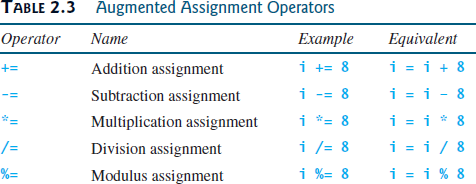 TABLE 2.3 Augmented Assignment Operators
Operator Name Example Equivalent
+= Addition assignment i += 8 i = i + 8
-= Subtraction assignment i -= 8 i = i - 8
*= Multiplication assignment i *= 8 i = i * 8
/= Division assignment i /= 8 i = i / 8
%= Modulus assignment i %= 8 i = i % 8